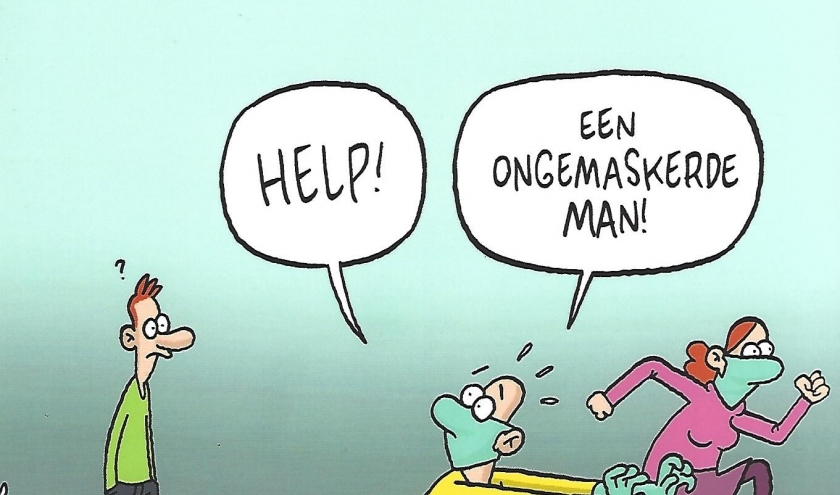 HELP!
EEN
ONGEMASKERDE
MAN!
?